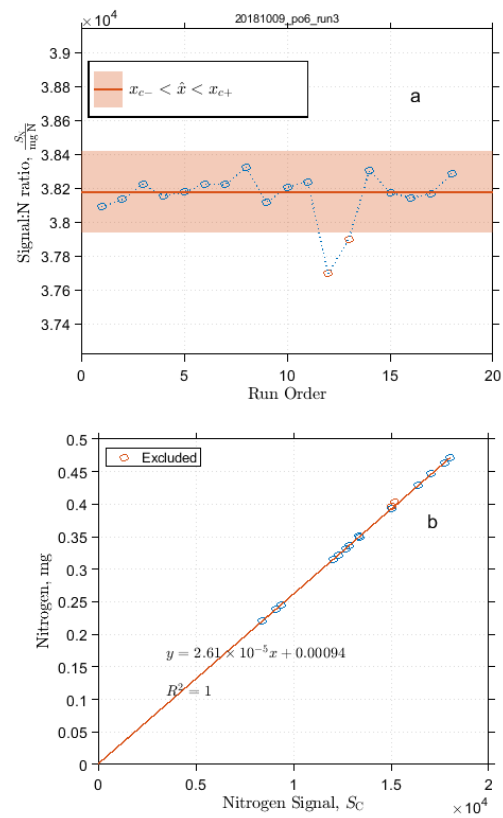 20181009_po6_run3
×10⁴
3.9
3.88
3.86
3.84
3.82
3.8
3.78
3.76
3.74
x_{c−} < x̂ < x_{c+}
a
Signal:N ratio, S_N/mg N
0 5 10 15 20
Run Order
0.5
0.45
0.4
0.35
0.3
0.25
0.2
0.15
0.1
0.05
0
Excluded
b
Nitrogen, mg
y = 2.61 × 10⁻⁵x + 0.00094
R² = 1
0 0.5 1 1.5 2
×10⁴
Nitrogen Signal, S_C